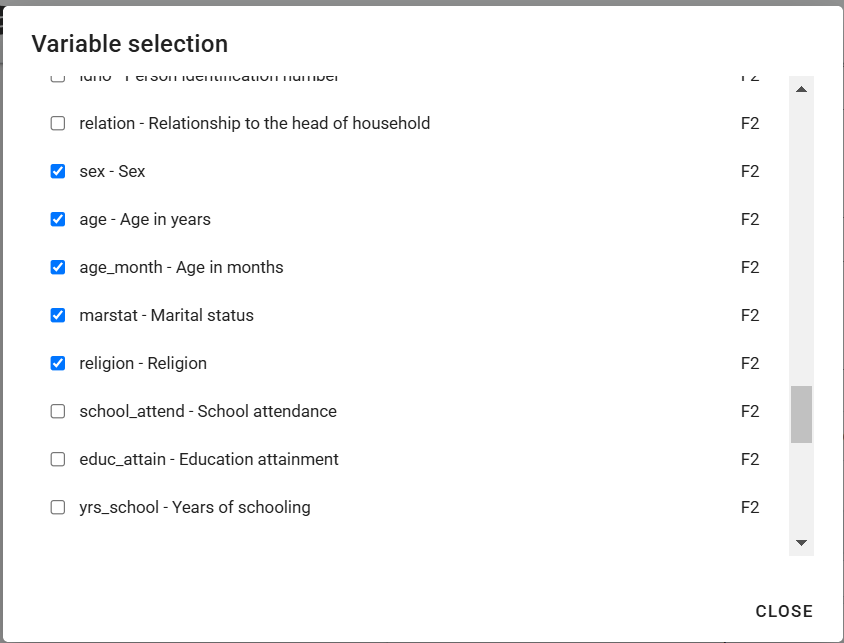 Variable selection
idno - Person identification number F2
relation - Relationship to the head of household F2
sex - Sex F2
age - Age in years F2
age_month - Age in months F2
marstat - Marital status F2
religion - Religion F2
school_attend - School attendance F2
educ_attain - Education attainment F2
yrs_school - Years of schooling F2
CLOSE